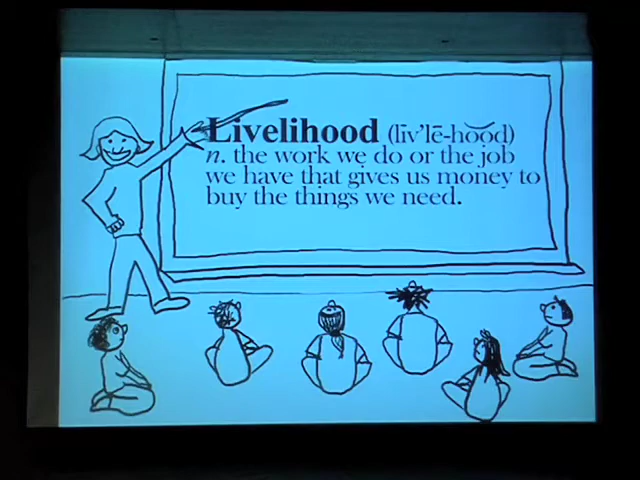 Livelihood (līv'lē-hood)
n. the work we do or the job
we have that gives us money to
buy the things we need.